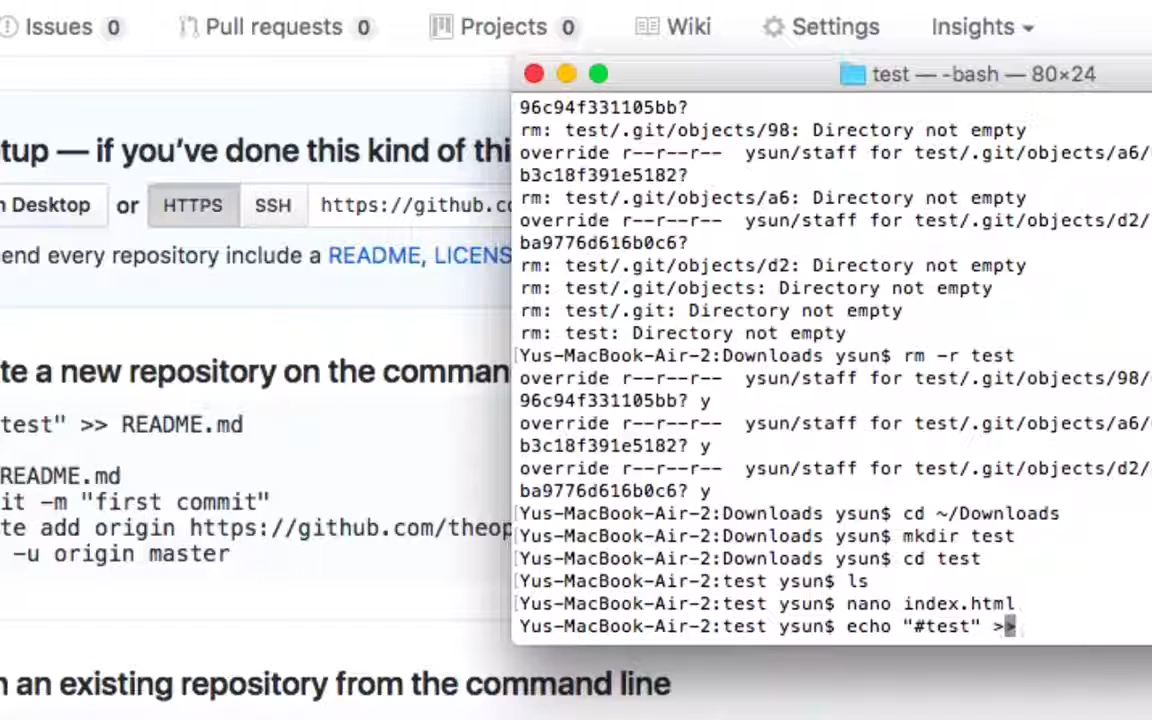 Issues 0 Pull requests 0 Projects 0 Wiki Settings Insights
test — -bash — 80×24
96c94f331105bb?
rm: test/.git/objects/98: Directory not empty
override r--r--r-- ysun/staff for test/.git/objects/a6/
b3c18f391e5182?
rm: test/.git/objects/a6: Directory not empty
override r--r--r-- ysun/staff for test/.git/objects/d2/
ba9776d616b0c6?
rm: test/.git/objects/d2: Directory not empty
rm: test/.git/objects: Directory not empty
rm: test/.git: Directory not empty
rm: test: Directory not empty
Yus-MacBook-Air-2:Downloads ysun$ rm -r test
override r--r--r-- ysun/staff for test/.git/objects/98/
96c94f331105bb? y
override r--r--r-- ysun/staff for test/.git/objects/a6/
b3c18f391e5182? y
override r--r--r-- ysun/staff for test/.git/objects/d2/
ba9776d616b0c6? y
Yus-MacBook-Air-2:Downloads ysun$ cd ~/Downloads
Yus-MacBook-Air-2:Downloads ysun$ mkdir test
Yus-MacBook-Air-2:Downloads ysun$ cd test
Yus-MacBook-Air-2:test ysun$ ls
Yus-MacBook-Air-2:test ysun$ nano index.html
Yus-MacBook-Air-2:test ysun$ echo "#test" >>
tup — if you've done this kind of thi
n Desktop or HTTPS SSH https://github.co
end every repository include a README, LICENS
te a new repository on the comman
test" >> README.md
README.md
it -m "first commit"
te add origin https://github.com/theop
-u origin master
n an existing repository from the command line